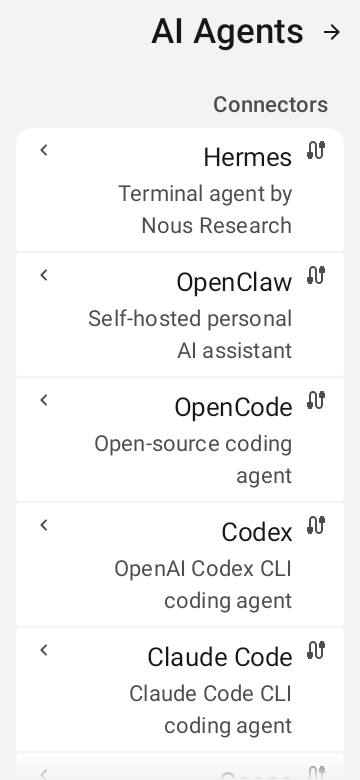 AI Agents
Connectors
Hermes
Terminal agent by
Nous Research
OpenClaw
Self-hosted personal
AI assistant
OpenCode
Open-source coding
agent
Codex
OpenAI Codex CLI
coding agent
Claude Code
Claude Code CLI
coding agent